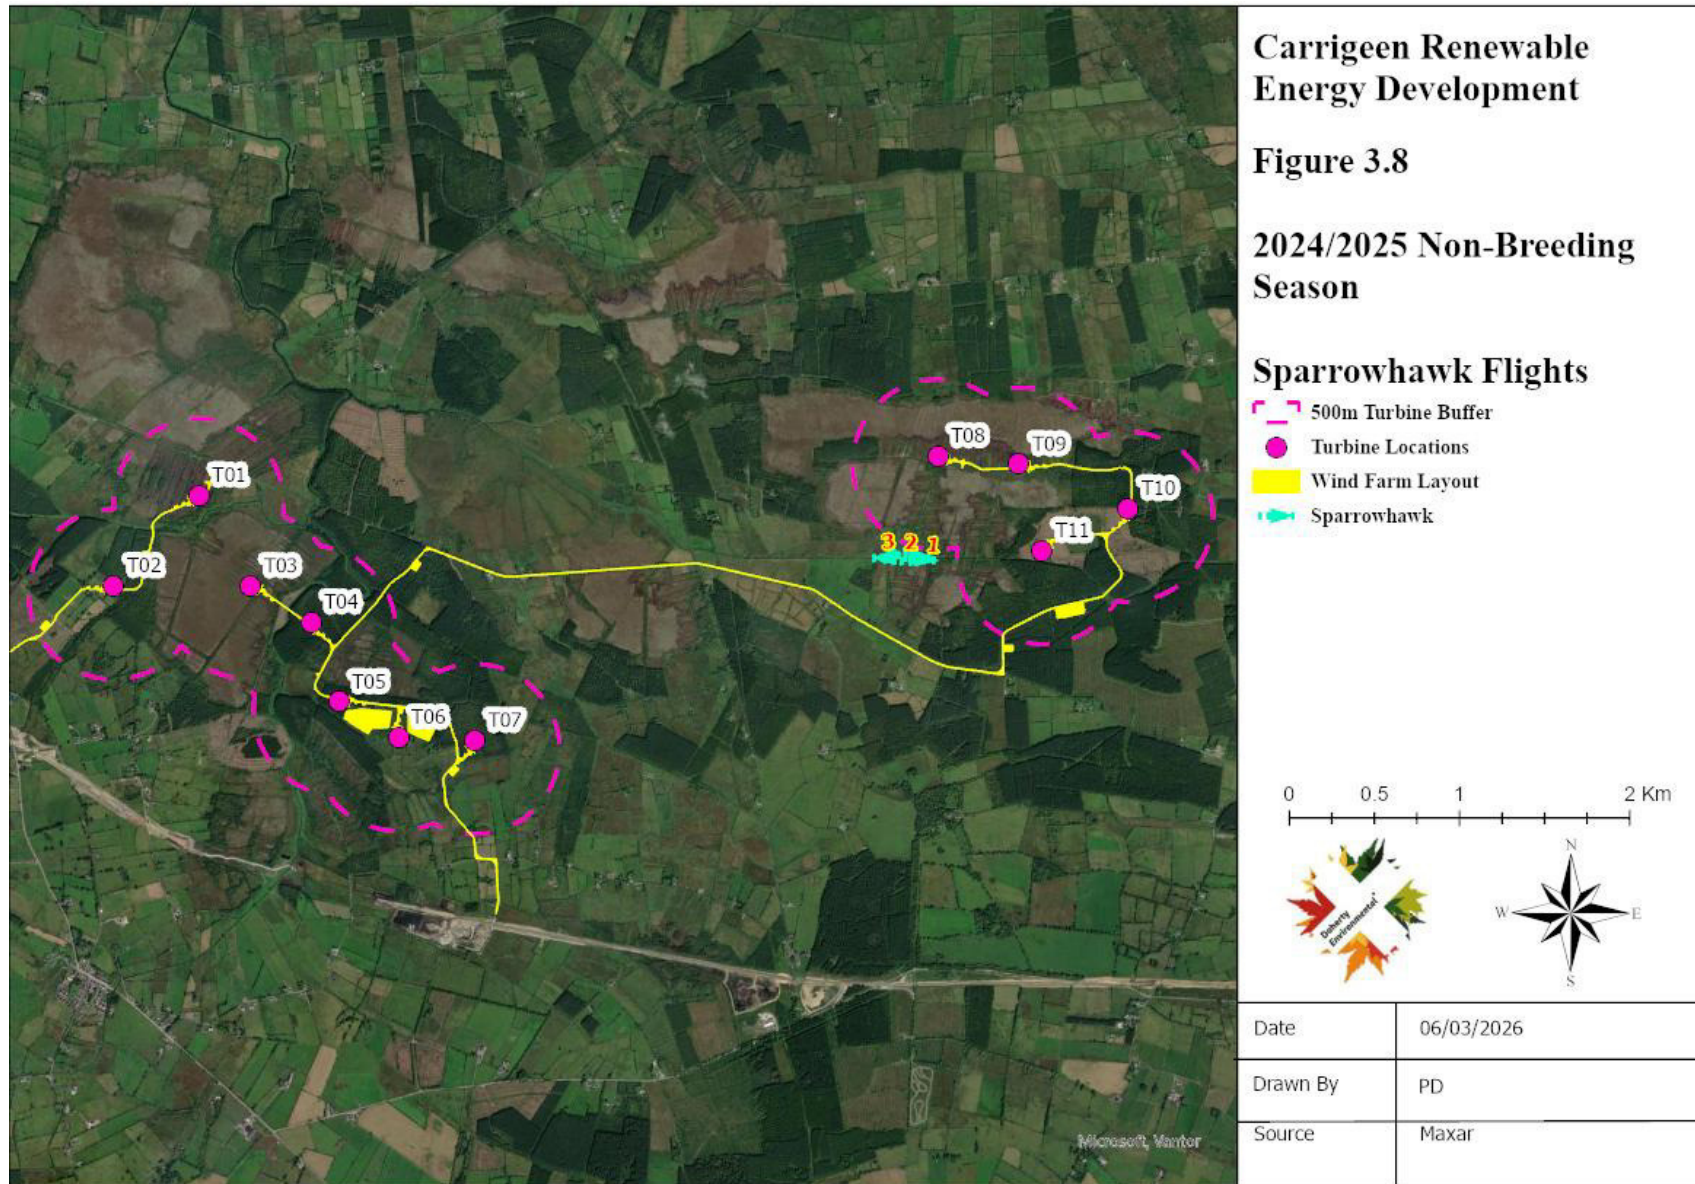 Carrigeen Renewable
Energy Development
Figure 3.8
2024/2025 Non-Breeding
Season
Sparrowhawk Flights
500m Turbine Buffer
Turbine Locations
Wind Farm Layout
Sparrowhawk
T01
T02
T03
T04
T05
T06
T07
T08
T09
T10
T11
3 2 1
0 0.5 1 2 Km
Doherty
Environmental
N
W E
S
Microsoft, Vantor
Date 06/03/2026
Drawn By PD
Source Maxar